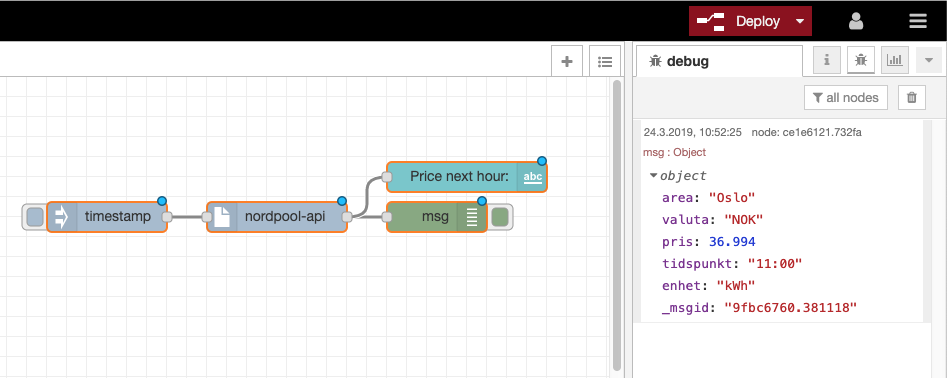 Deploy
debug
i
all nodes
24.3.2019, 10:52:25 node: ce1e6121.732fa
msg : Object
object
area: "Oslo"
valuta: "NOK"
pris: 36.994
tidspunkt: "11:00"
enhet: "kWh"
_msgid: "9fbc6760.381118"
timestamp
nordpool-api
Price next hour: abc
msg